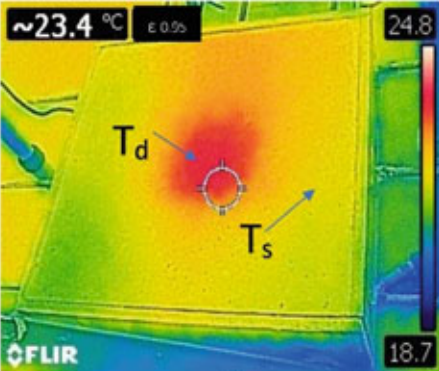 ~23.4 °C
ε 0.95
24.8
Td
Ts
18.7
FLIR